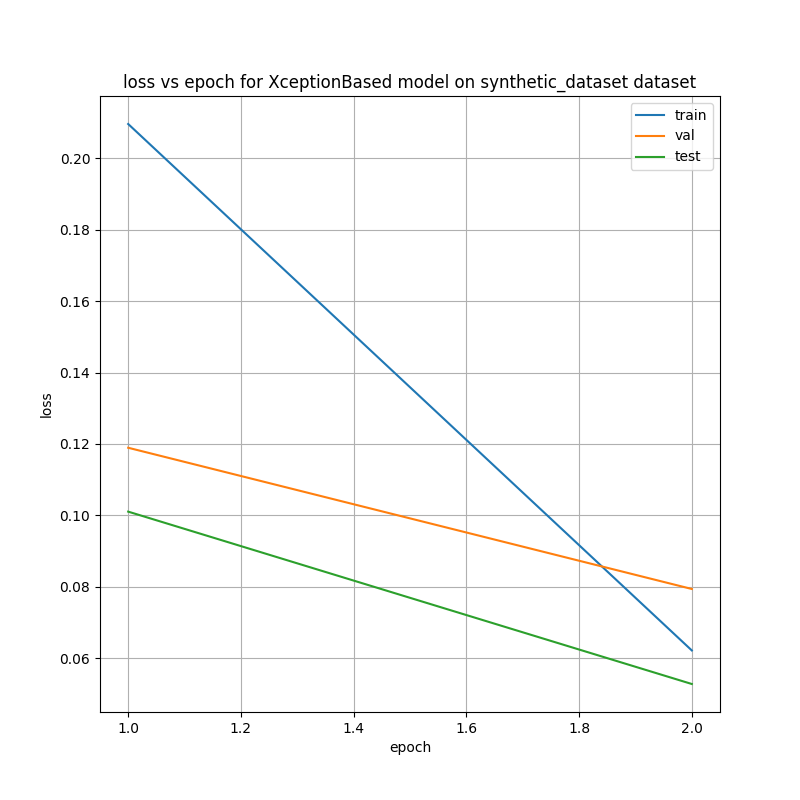 loss vs epoch for XceptionBased model on synthetic_dataset dataset
train
val
test
0.20
0.18
0.16
0.14
0.12
0.10
0.08
0.06
loss
1.0 1.2 1.4 1.6 1.8 2.0
epoch